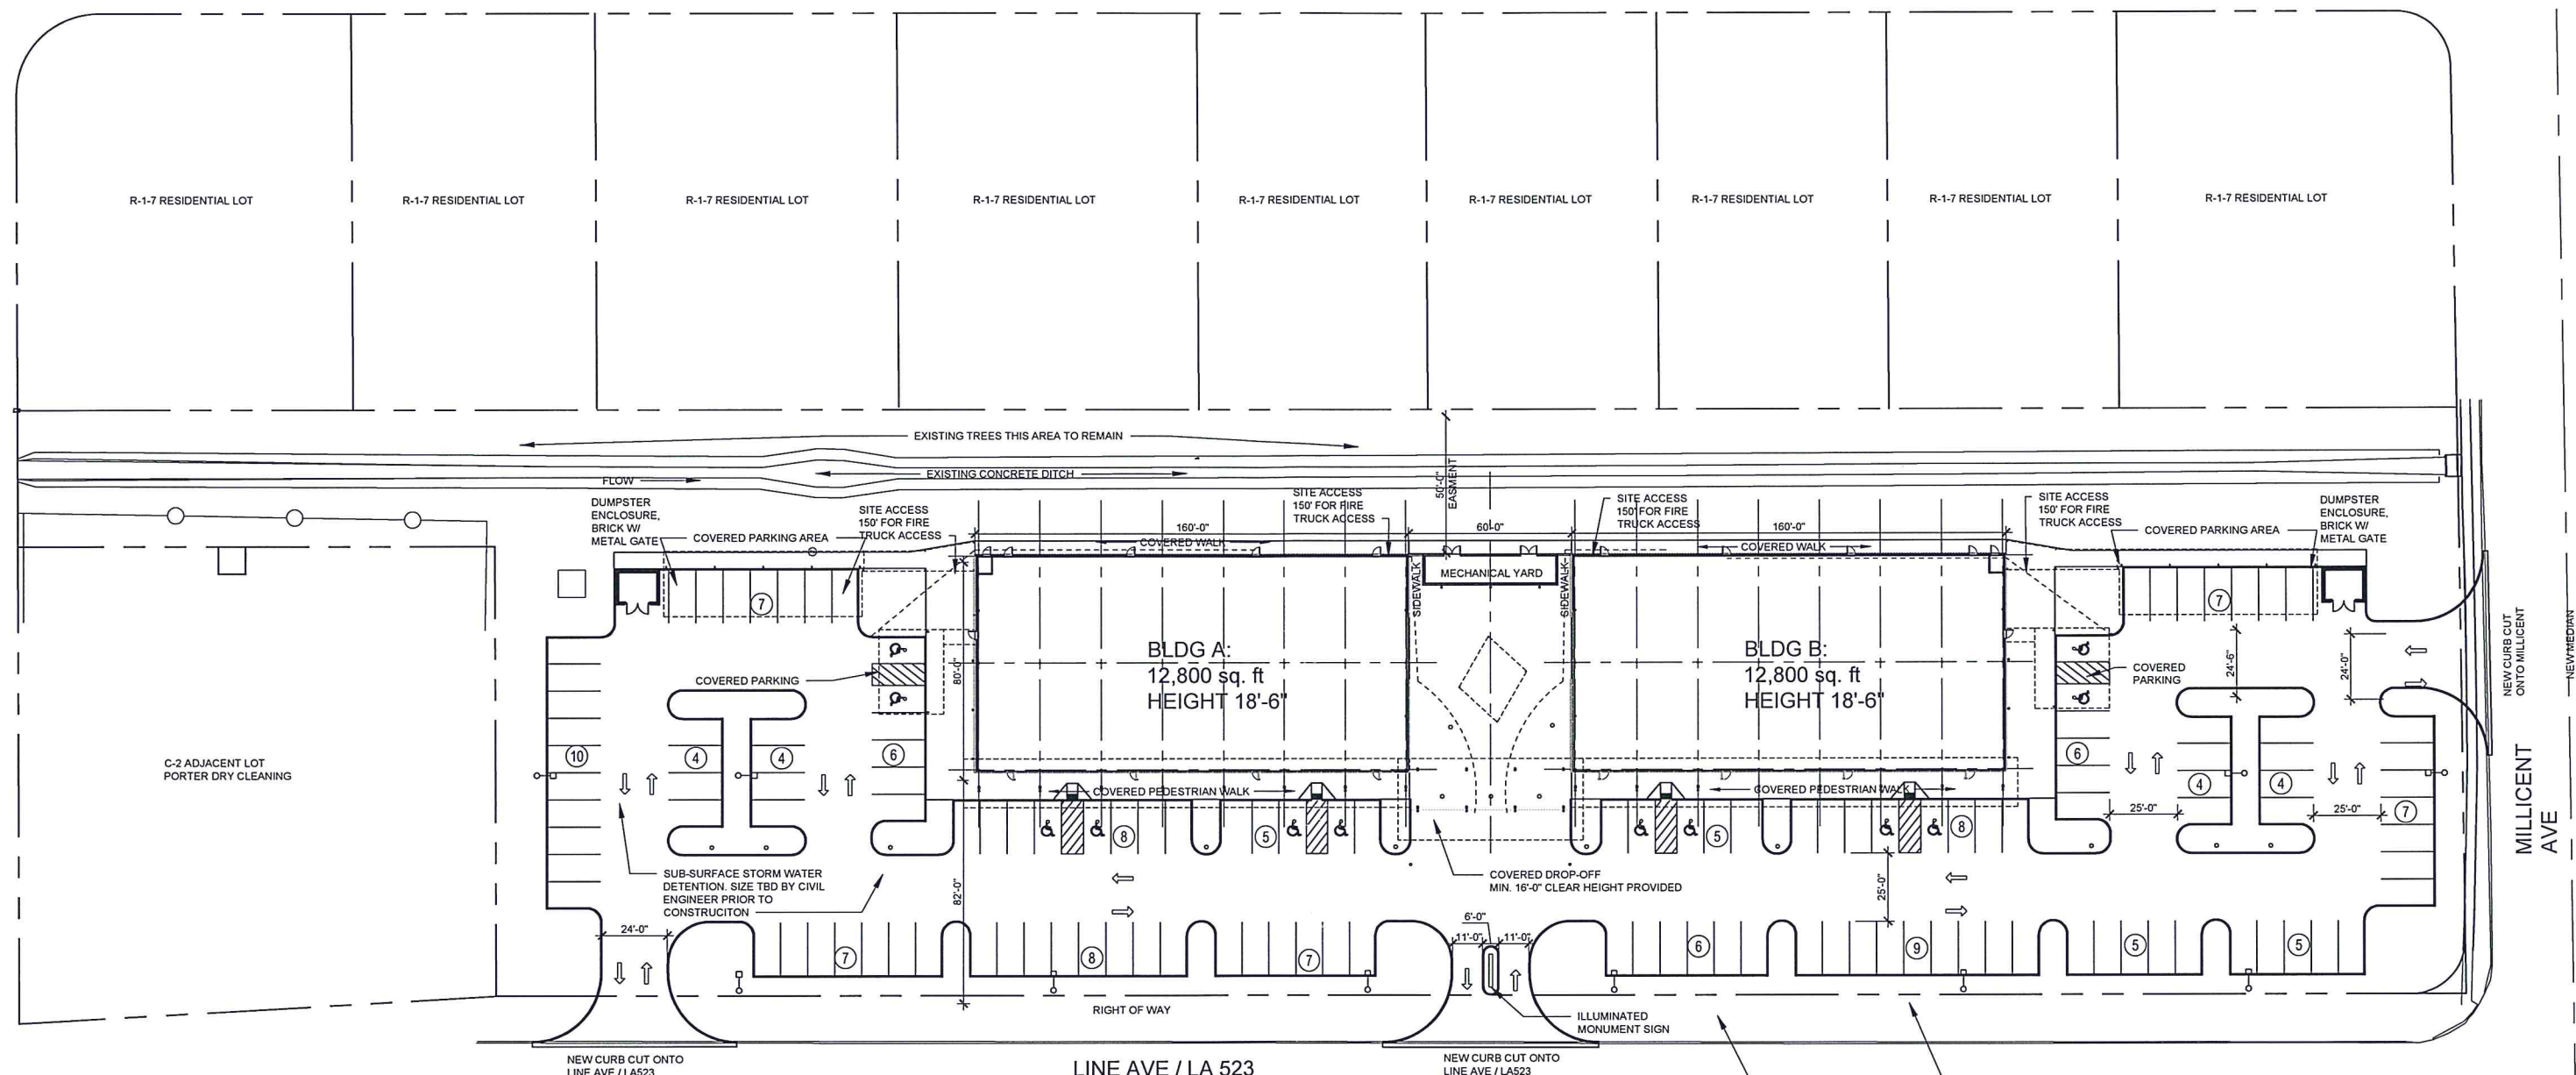 R-1-7 RESIDENTIAL LOT
R-1-7 RESIDENTIAL LOT
R-1-7 RESIDENTIAL LOT
R-1-7 RESIDENTIAL LOT
R-1-7 RESIDENTIAL LOT
R-1-7 RESIDENTIAL LOT
R-1-7 RESIDENTIAL LOT
R-1-7 RESIDENTIAL LOT
R-1-7 RESIDENTIAL LOT
EXISTING TREES THIS AREA TO REMAIN
EXISTING CONCRETE DITCH
FLOW
50'-0"
EASMENT
DUMPSTER
ENCLOSURE,
BRICK W/
METAL GATE
COVERED PARKING AREA
SITE ACCESS
150' FOR FIRE
TRUCK ACCESS
160'-0"
COVERED WALK
SITE ACCESS
150' FOR FIRE
TRUCK ACCESS
60'-0"
SITE ACCESS
150' FOR FIRE
TRUCK ACCESS
160'-0"
COVERED WALK
SITE ACCESS
150' FOR FIRE
TRUCK ACCESS
COVERED PARKING AREA
DUMPSTER
ENCLOSURE,
BRICK W/
METAL GATE
MECHANICAL YARD
SIDEWALK
SIDEWALK
7
7
BLDG A:
12,800 sq. ft
HEIGHT 18'-6"
BLDG B:
12,800 sq. ft
HEIGHT 18'-6"
80'-0"
COVERED PARKING
COVERED
PARKING
24'-6"
24'-0"
NEW CURB CUT
ONTO MILLICENT
NEW MEDIAN
MILLICENT
AVE
C-2 ADJACENT LOT
PORTER DRY CLEANING
10
4
4
6
6
4
4
7
25'-0"
25'-0"
COVERED PEDESTRIAN WALK
COVERED PEDESTRIAN WALK
8
5
5
8
SUB-SURFACE STORM WATER
DETENTION. SIZE TBD BY CIVIL
ENGINEER PRIOR TO
CONSTRUCITON
82'-0"
COVERED DROP-OFF
MIN. 16'-0" CLEAR HEIGHT PROVIDED
25'-0"
24'-0"
6'-0"
11'-0"
11'-0"
7
8
7
6
9
5
5
RIGHT OF WAY
ILLUMINATED
MONUMENT SIGN
NEW CURB CUT ONTO
LINE AVE / LA523
LINE AVE / LA 523
NEW CURB CUT ONTO
LINE AVE / LA523